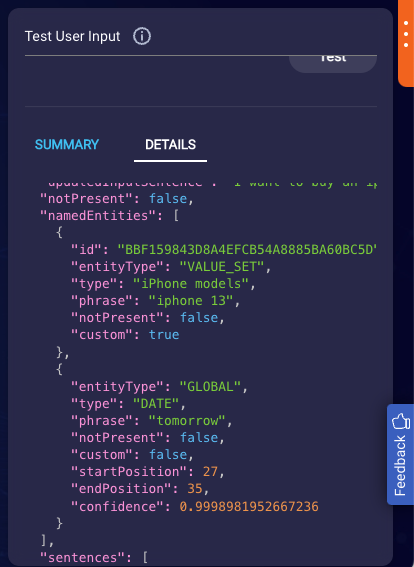 Test User Input
Test
SUMMARY
DETAILS
"updatedInputSentence": "I want to buy an ip
"notPresent": false,
"namedEntities": [
{
"id": "BBF159843D8A4EFCB54A8885BA60BC5D"
"entityType": "VALUE_SET",
"type": "iPhone models",
"phrase": "iphone 13",
"notPresent": false,
"custom": true
},
{
"entityType": "GLOBAL",
"type": "DATE",
"phrase": "tomorrow",
"notPresent": false,
"custom": false,
"startPosition": 27,
"endPosition": 35,
"confidence": 0.9998981952667236
}
],
"sentences": [
Feedback